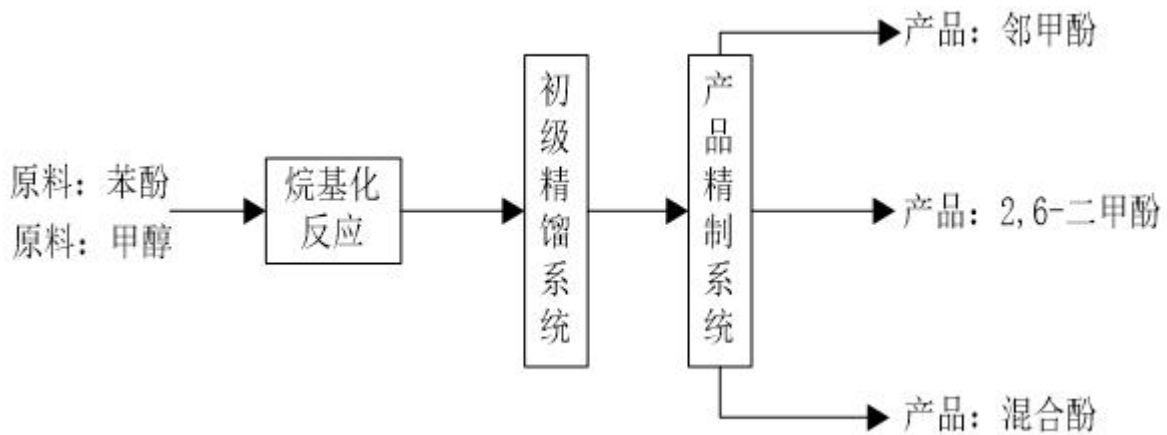 原料：苯酚
原料：甲醇
烷基化
反应
初级精馏系统
产品精制系统
产品：邻甲酚
产品：2,6-二甲酚
产品：混合酚